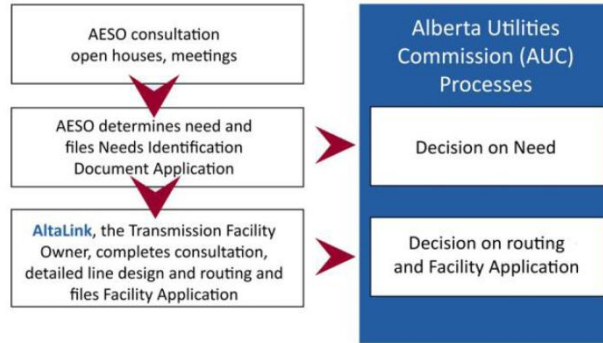 AESO consultation
open houses, meetings
AESO determines need and
files Needs Identification
Document Application
AltaLink, the Transmission Facility
Owner, completes consultation,
detailed line design and routing and
files Facility Application
Alberta Utilities
Commission (AUC)
Processes
Decision on Need
Decision on routing
and Facility Application